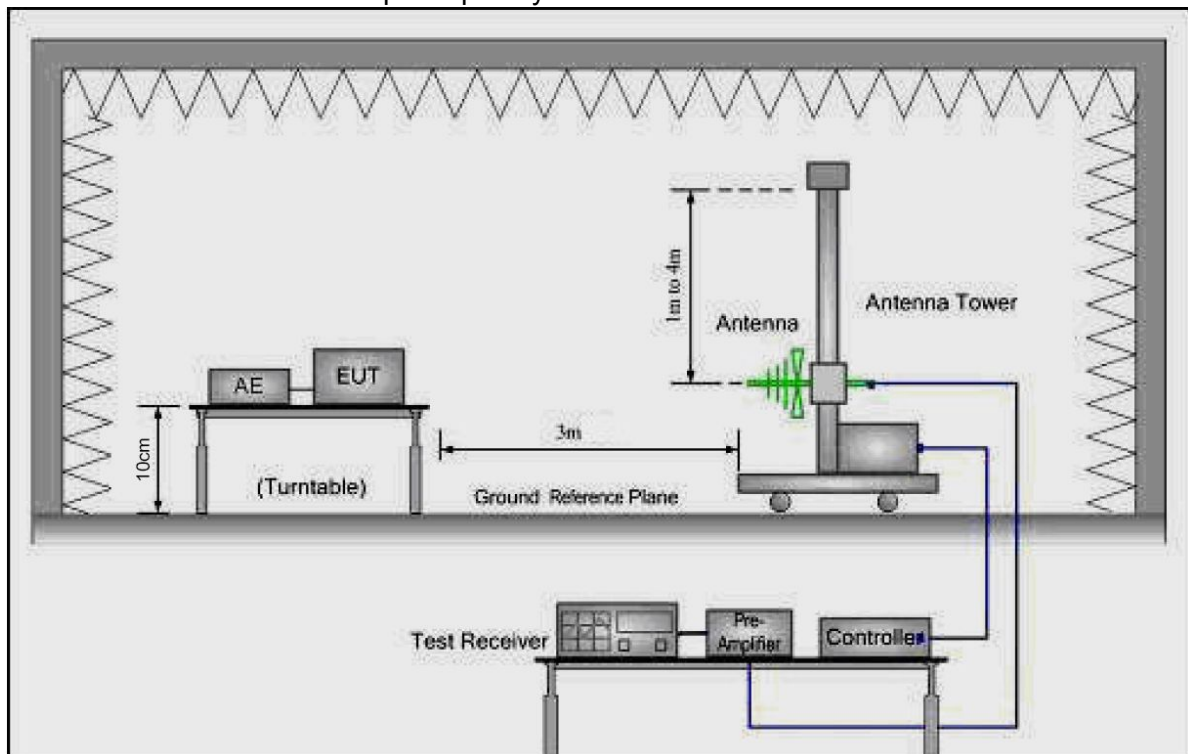 1m to 4m
Antenna Tower
Antenna
EUT
AE
3m
10cm
(Turntable)
Ground Reference Plane
Test Receiver
Pre-
Amplifier
Controller